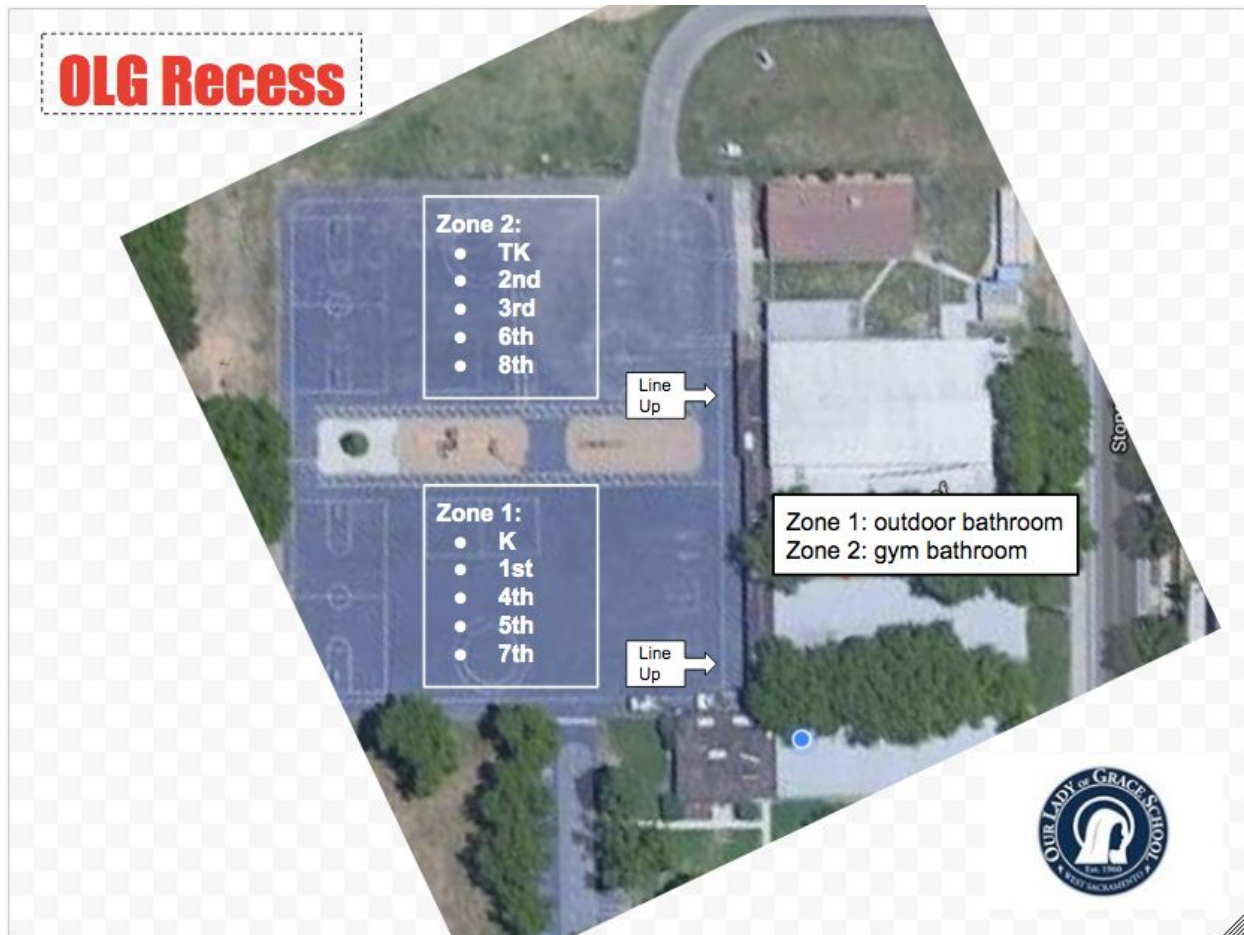 OLG Recess
Zone 2:
● TK
● 2nd
● 3rd
● 6th
● 8th
Line
Up
Zone 1: outdoor bathroom
Zone 2: gym bathroom
Zone 1:
● K
● 1st
● 4th
● 5th
● 7th
Line
Up
OUR LADY OF GRACE SCHOOL
Est. 1960
WEST SACRAMENTO